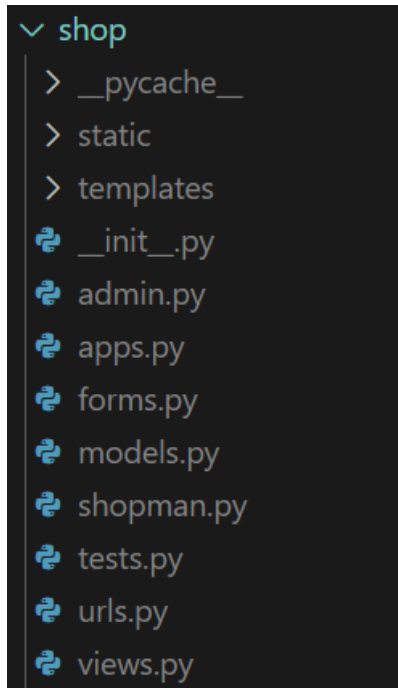 shop
__pycache__
static
templates
__init__.py
admin.py
apps.py
forms.py
models.py
shopman.py
tests.py
urls.py
views.py